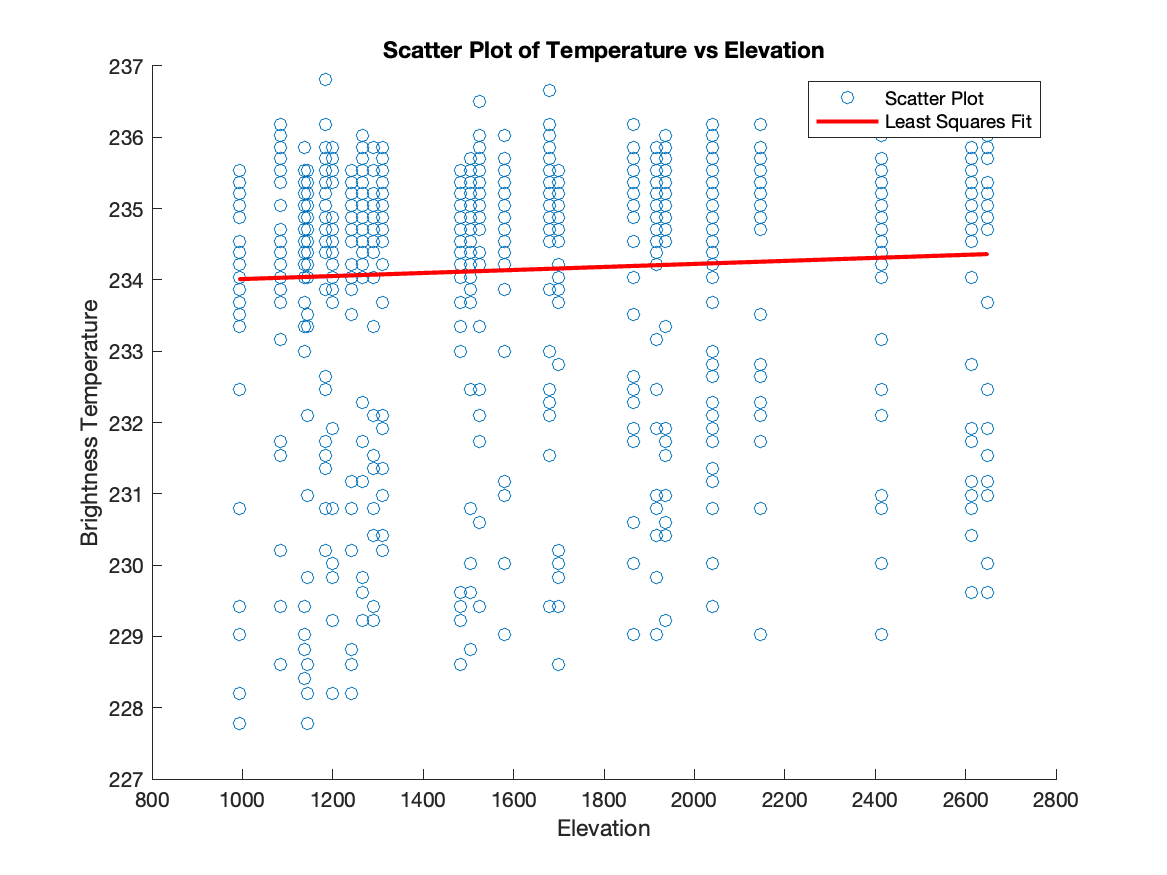 Scatter Plot of Temperature vs Elevation
Scatter Plot
Least Squares Fit
237
236
235
234
233
232
231
230
229
228
227
Brightness Temperature
800 1000 1200 1400 1600 1800 2000 2200 2400 2600 2800
Elevation